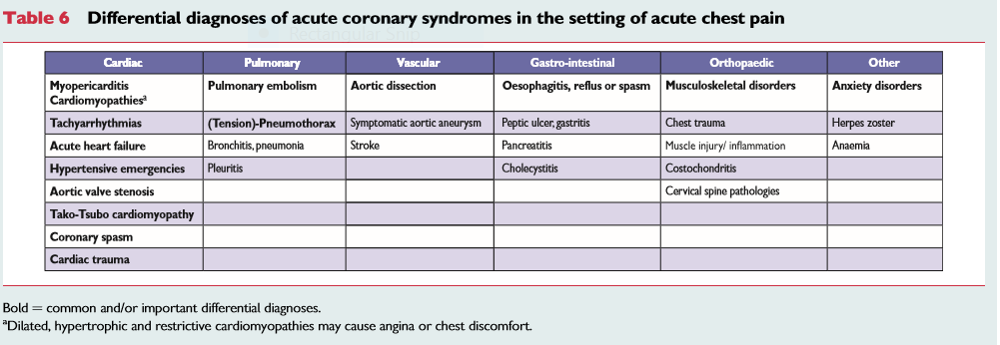 Table 6 Differential diagnoses of acute coronary syndromes in the setting of acute chest pain
Rectangular Snip
Cardiac Pulmonary Vascular Gastro-intestinal Orthopaedic Other
Myopericarditis
Cardiomyopathiesª Pulmonary embolism Aortic dissection Oesophagitis, reflus or spasm Musculoskeletal disorders Anxiety disorders
Tachyarrhythmias (Tension)-Pneumothorax Symptomatic aortic aneurysm Peptic ulcer, gastritis Chest trauma Herpes zoster
Acute heart failure Bronchitis, pneumonia Stroke Pancreatitis Muscle injury/ inflammation Anaemia
Hypertensive emergencies Pleuritis Cholecystitis Costochondritis
Aortic valve stenosis Cervical spine pathologies
Tako-Tsubo cardiomyopathy
Coronary spasm
Cardiac trauma
Bold = common and/or important differential diagnoses.
ªDilated, hypertrophic and restrictive cardiomyopathies may cause angina or chest discomfort.